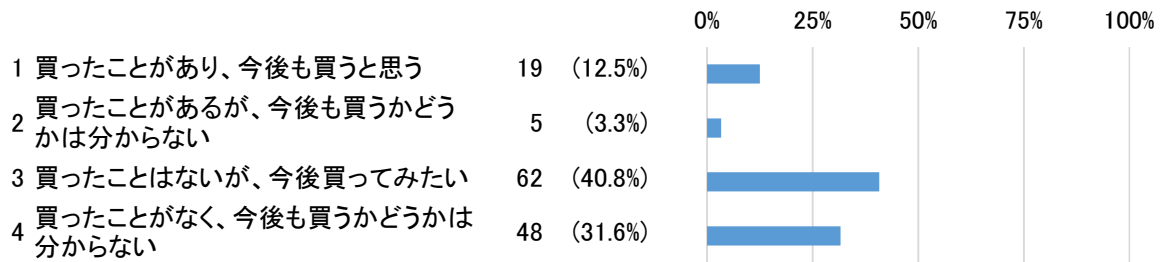 0% 25% 50% 75% 100%
1 買ったことがあり、今後も買うと思う 19 (12.5%)
2 買ったことがあるが、今後も買うかどう
かは分からない 5 (3.3%)
3 買ったことはないが、今後買ってみたい 62 (40.8%)
4 買ったことがなく、今後も買うかどうかは
分からない 48 (31.6%)